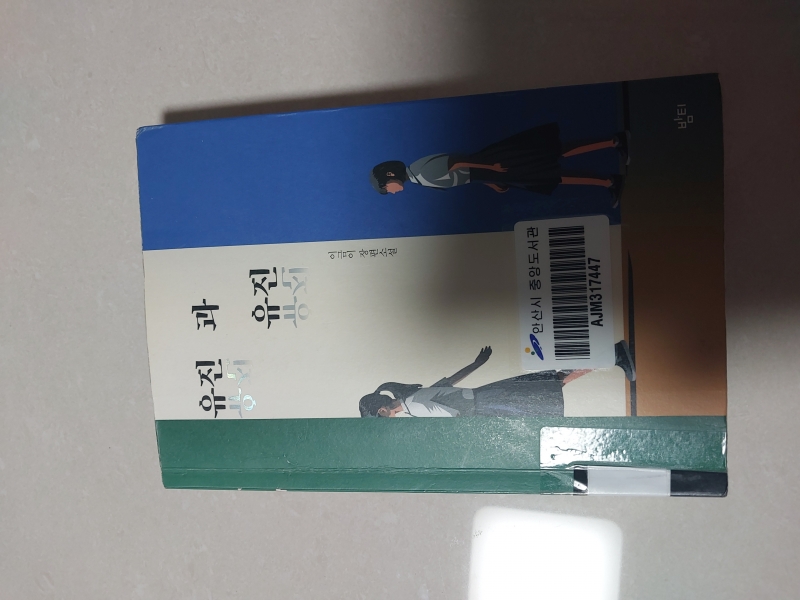 유진 과
유진
이금이 장편소설
안산시 중앙도서관
AJM317447
밤티